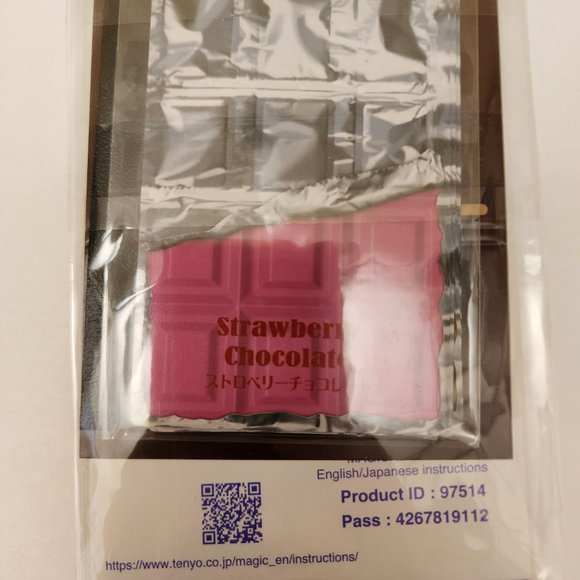 Strawberry
Chocolate
ストロベリーチョコレ
English/Japanese instructions
Product ID : 97514
Pass : 4267819112
https://www.tenyo.co.jp/magic_en/instructions/